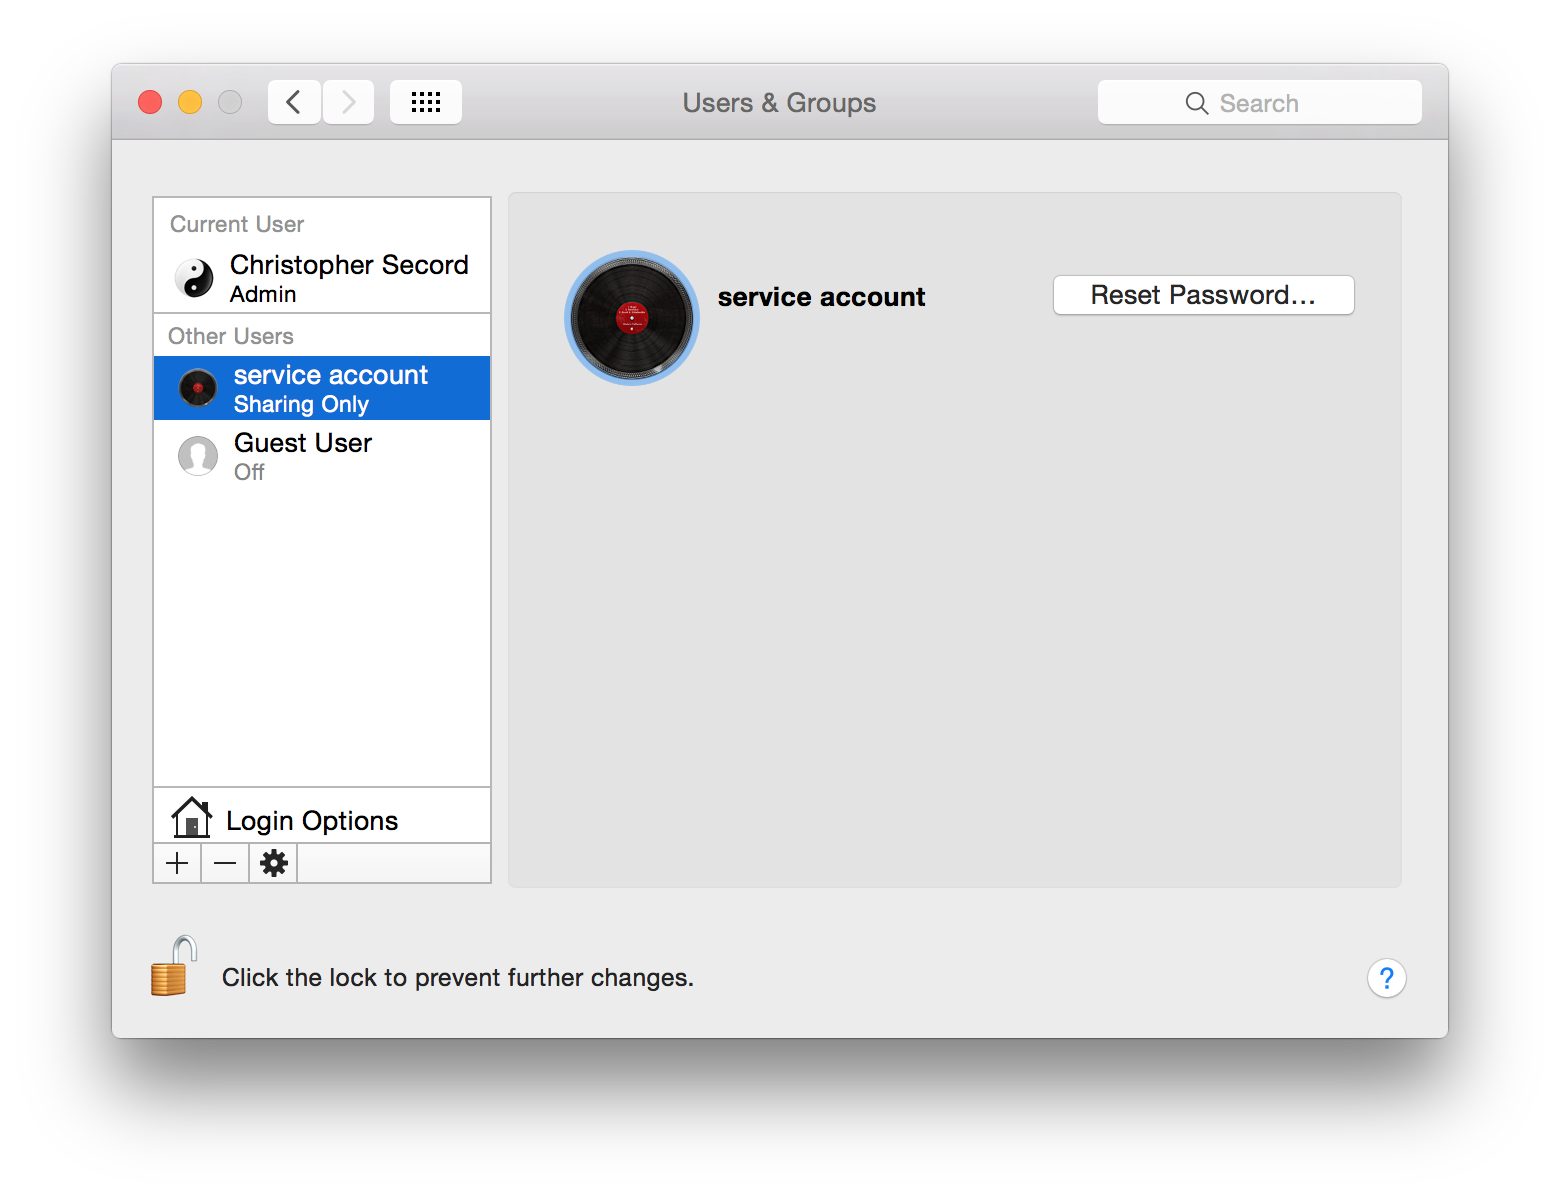 Users & Groups
Search
Current User
Christopher Secord
Admin
Other Users
service account
Sharing Only
Guest User
Off
Login Options
service account
Reset Password...
Click the lock to prevent further changes.
?